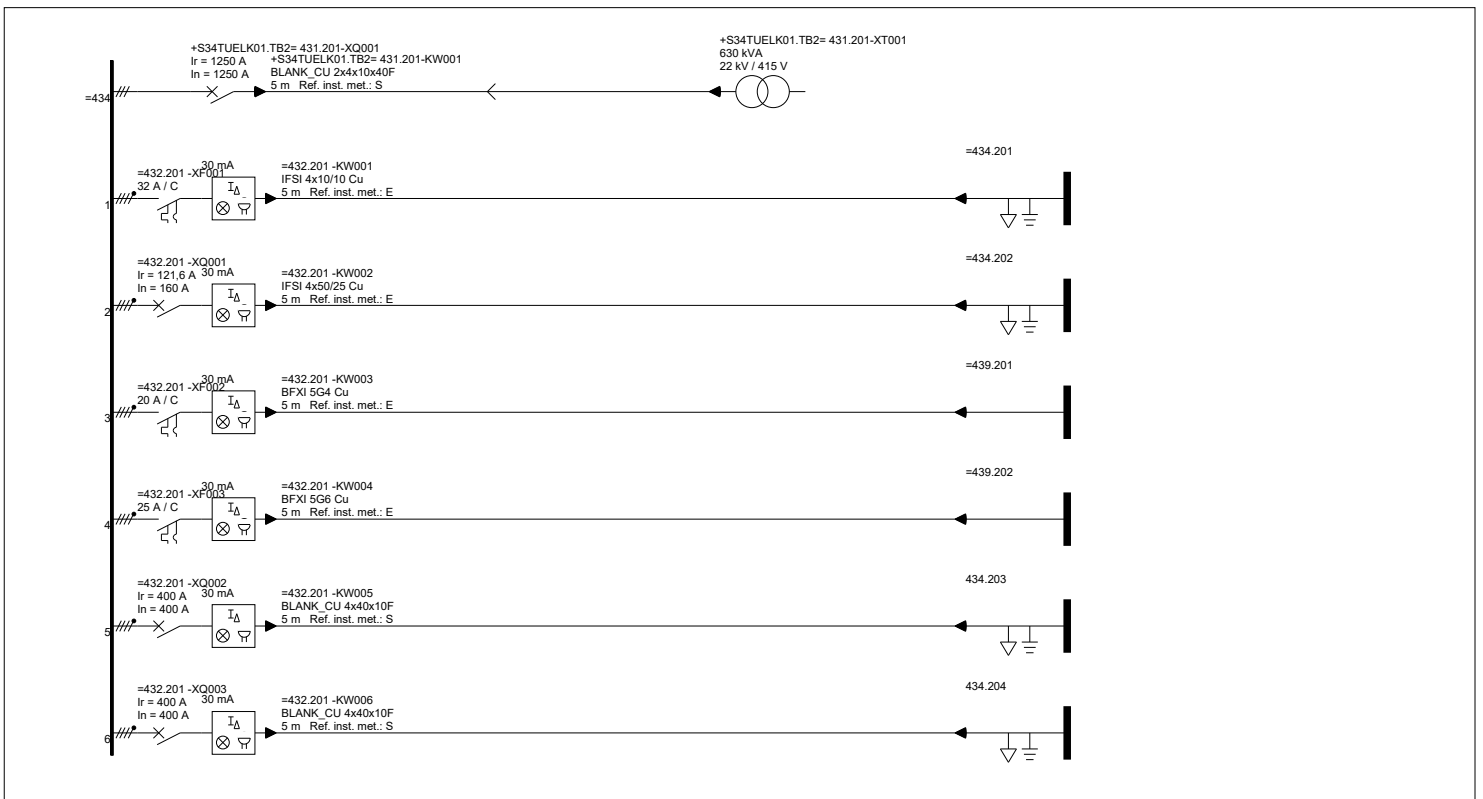 +S34TUELK01.TB2= 431.201-XQ001
Ir = 1250 A
In = 1250 A
+S34TUELK01.TB2= 431.201-KW001
BLANK_CU 2x4x10x40F
5 m Ref. inst. met.: S
+S34TUELK01.TB2= 431.201-XT001
630 kVA
22 kV / 415 V
=434
=432.201 -XF001
32 A / C
30 mA
I∆
=432.201 -KW001
IFSI 4x10/10 Cu
5 m Ref. inst. met.: E
=434.201
1
=432.201 -XQ001
Ir = 121,6 A
In = 160 A
30 mA
I∆
=432.201 -KW002
IFSI 4x50/25 Cu
5 m Ref. inst. met.: E
=434.202
2
=432.201 -XF002
20 A / C
30 mA
I∆
=432.201 -KW003
BFXI 5G4 Cu
5 m Ref. inst. met.: E
=439.201
3
=432.201 -XF003
25 A / C
30 mA
I∆
=432.201 -KW004
BFXI 5G6 Cu
5 m Ref. inst. met.: E
=439.202
4
=432.201 -XQ002
Ir = 400 A
In = 400 A
30 mA
I∆
=432.201 -KW005
BLANK_CU 4x40x10F
5 m Ref. inst. met.: S
434.203
5
=432.201 -XQ003
Ir = 400 A
In = 400 A
30 mA
I∆
=432.201 -KW006
BLANK_CU 4x40x10F
5 m Ref. inst. met.: S
434.204
6